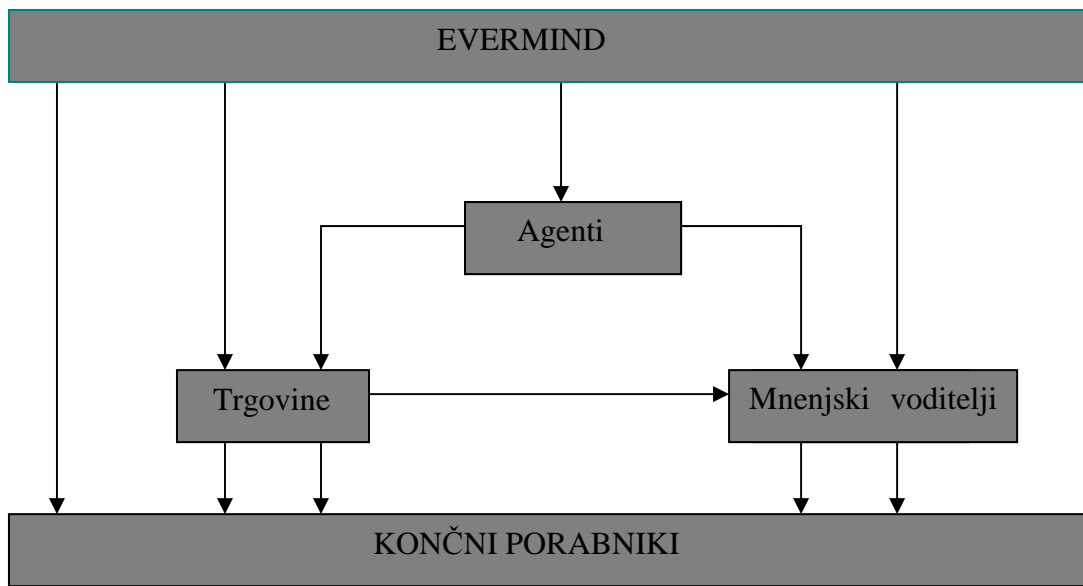 EVERMIND
Agenti
Trgovine
Mnenjski voditelji
KONČNI PORABNIKI